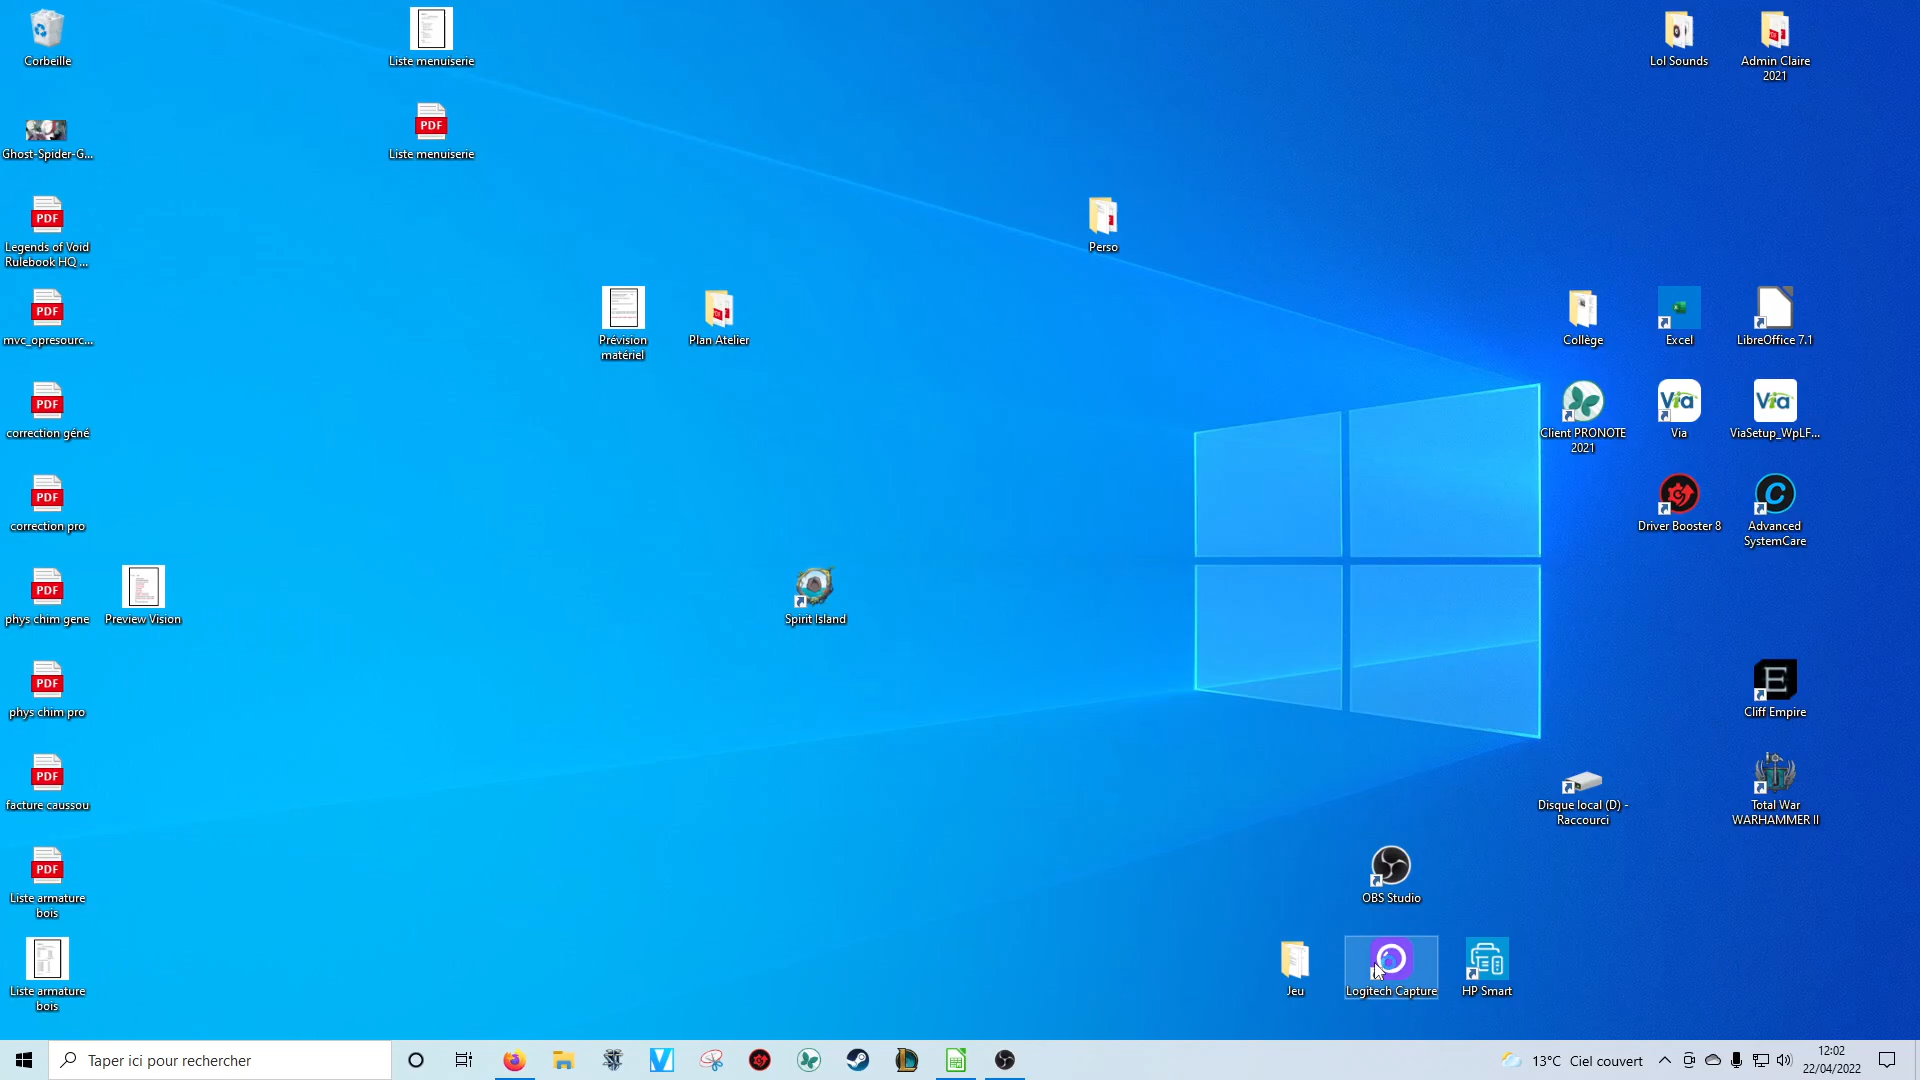 Corbeille
Liste menuiserie
Lol Sounds
Admin Claire
2021
Ghost-Spider-G...
PDF
Liste menuiserie
PDF
Legends of Void
Rulebook HQ ...
Perso
PDF
mvc_opresourc...
Prévision
matériel
Plan Atelier
Collège
Excel
LibreOffice 7.1
PDF
correction géné
Client PRONOTE
2021
Via
Via
Via
ViaSetup_WpLF...
PDF
correction pro
Driver Booster 8
C
Advanced
SystemCare
PDF
phys chim gene
Preview Vision
Spirit Island
PDF
phys chim pro
E
Cliff Empire
PDF
facture caussou
Disque local (D) -
Raccourci
Total War
WARHAMMER II
PDF
Liste armature
bois
OBS Studio
Liste armature
bois
Jeu
Logitech Capture
HP Smart
Taper ici pour rechercher
13°C Ciel couvert
12:02
22/04/2022